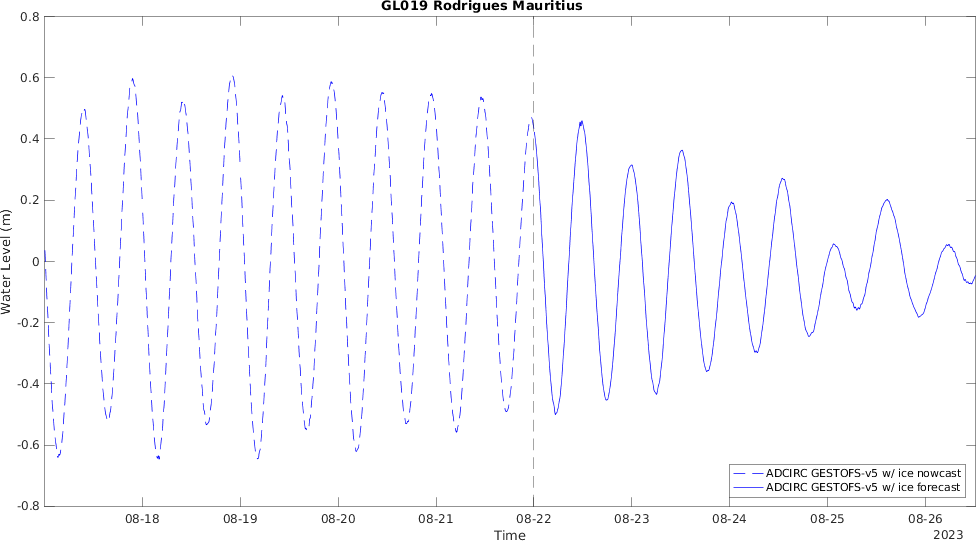 GL019 Rodrigues Mauritius
0.8
0.6
0.4
0.2
0
-0.2
-0.4
-0.6
-0.8
Water Level (m)
08-18 08-19 08-20 08-21 08-22 08-23 08-24 08-25 08-26
Time
2023
ADCIRC GESTOFS-v5 w/ ice nowcast
ADCIRC GESTOFS-v5 w/ ice forecast